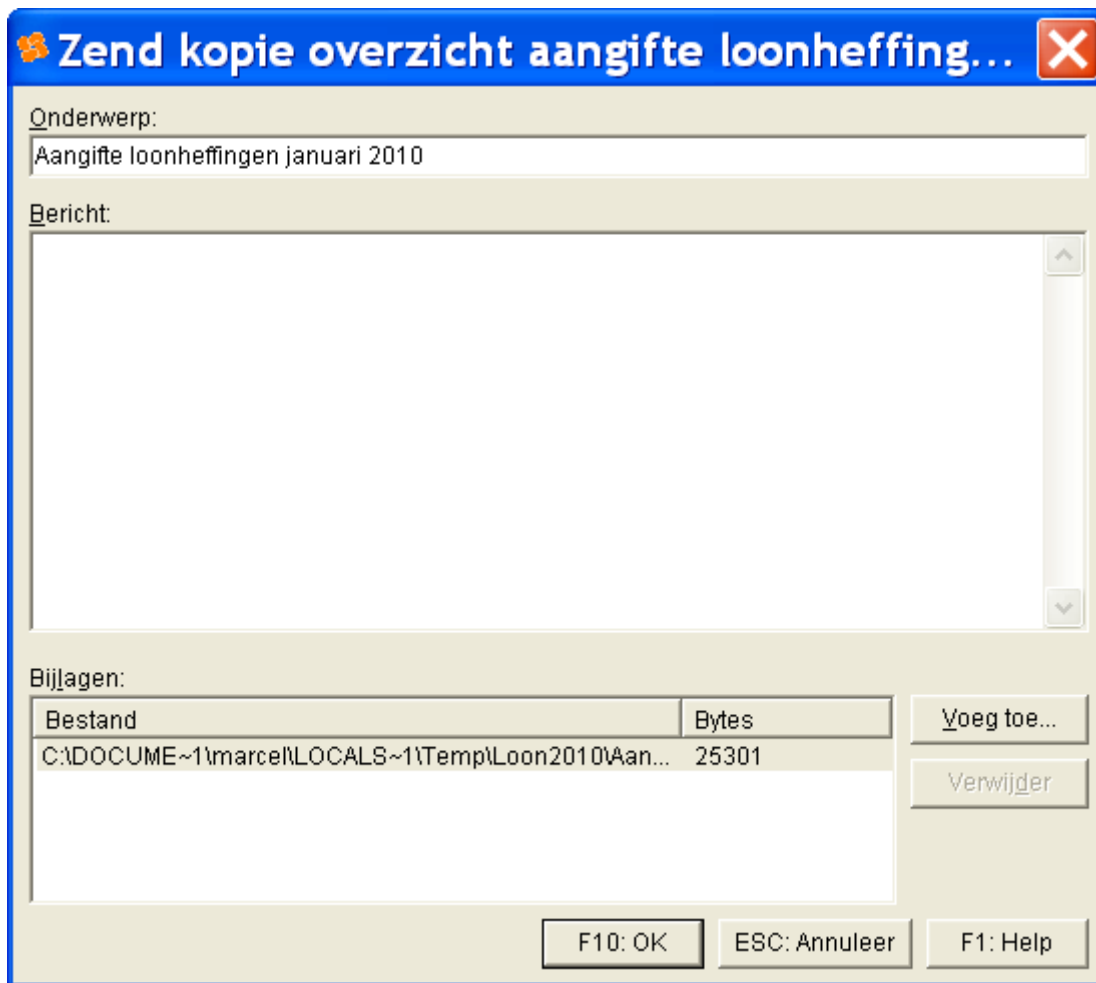 Zend kopie overzicht aangifte loonheffing...
Onderwerp:
Aangifte loonheffingen januari 2010
Bericht:
Bijlagen:
Bestand Bytes
C:\DOCUME~1\marcel\LOCALS~1\Temp\Loon2010\Aan... 25301
Voeg toe...
Verwijder
F10: OK ESC: Annuleer F1: Help